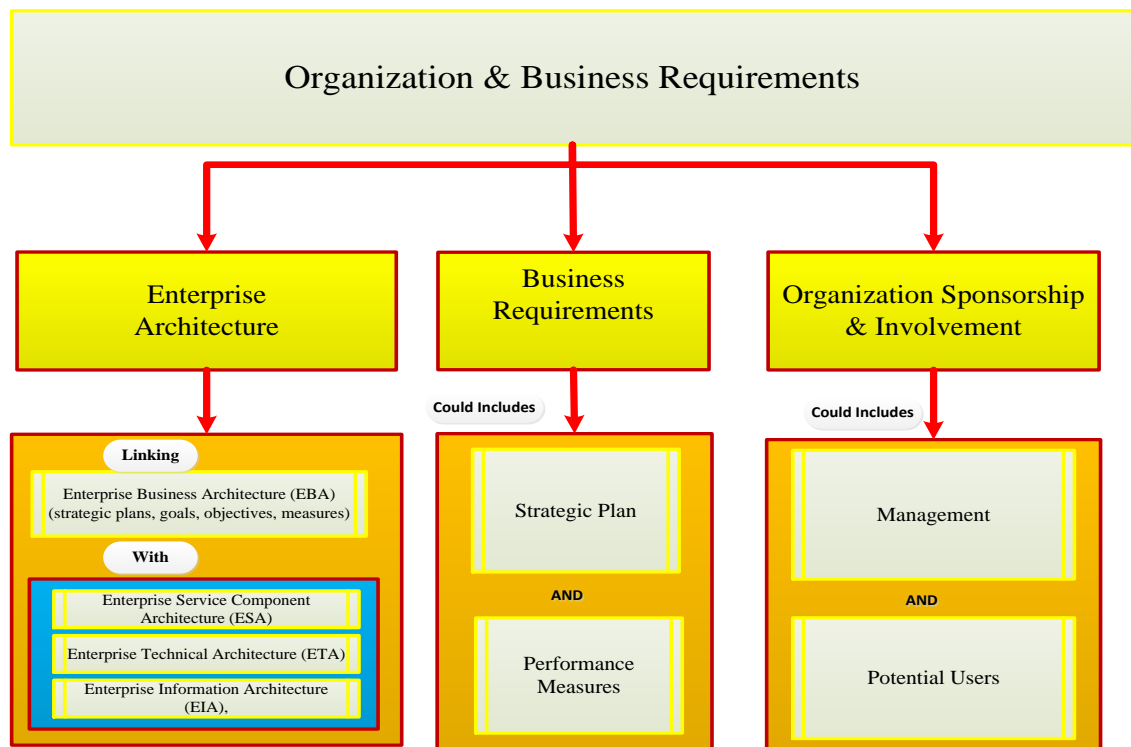 Organization & Business Requirements
Enterprise
Architecture
Business
Requirements
Organization Sponsorship
& Involvement
Linking
Enterprise Business Architecture (EBA)
(strategic plans, goals, objectives, measures)
With
Enterprise Service Component
Architecture (ESA)
Enterprise Technical Architecture (ETA)
Enterprise Information Architecture
(EIA),
Could Includes
Strategic Plan
AND
Performance
Measures
Could Includes
Management
AND
Potential Users